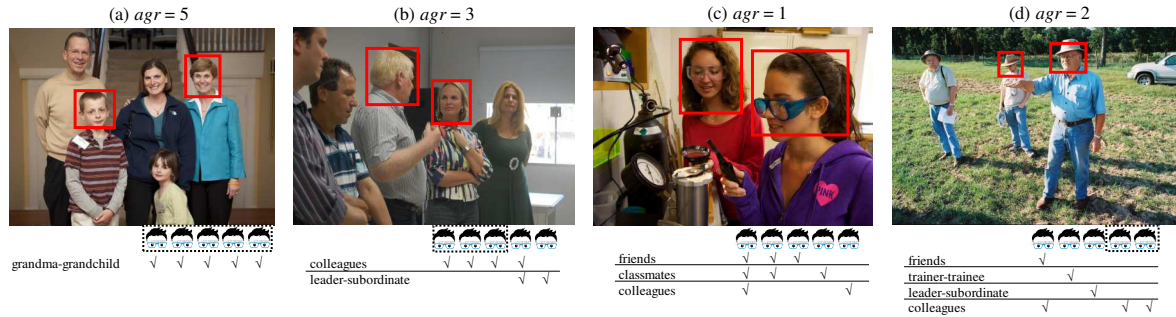 (a) agr = 5
(b) agr = 3
(c) agr = 1
(d) agr = 2
PINK
grandma-grandchild √ √ √ √ √
colleagues √ √ √ √
leader-subordinate √ √
friends √ √ √
classmates √ √ √
colleagues √ √
friends √
trainer-trainee √
leader-subordinate √
colleagues √ √ √